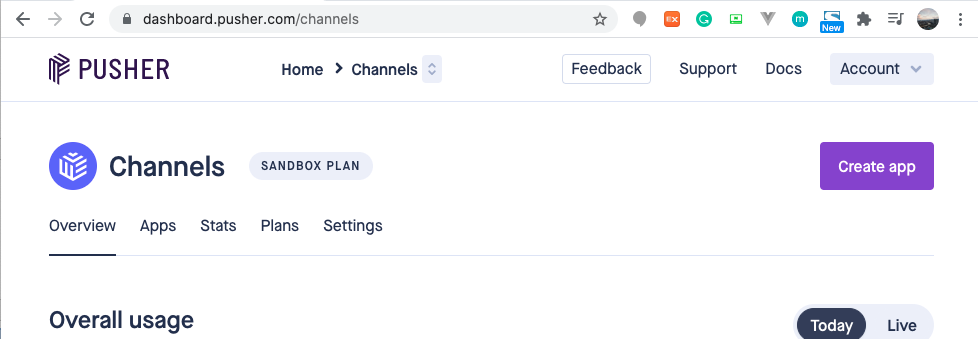 dashboard.pusher.com/channels
New
PUSHER Home Channels Feedback Support Docs Account
Channels SANDBOX PLAN Create app
Overview Apps Stats Plans Settings
Overall usage Today Live